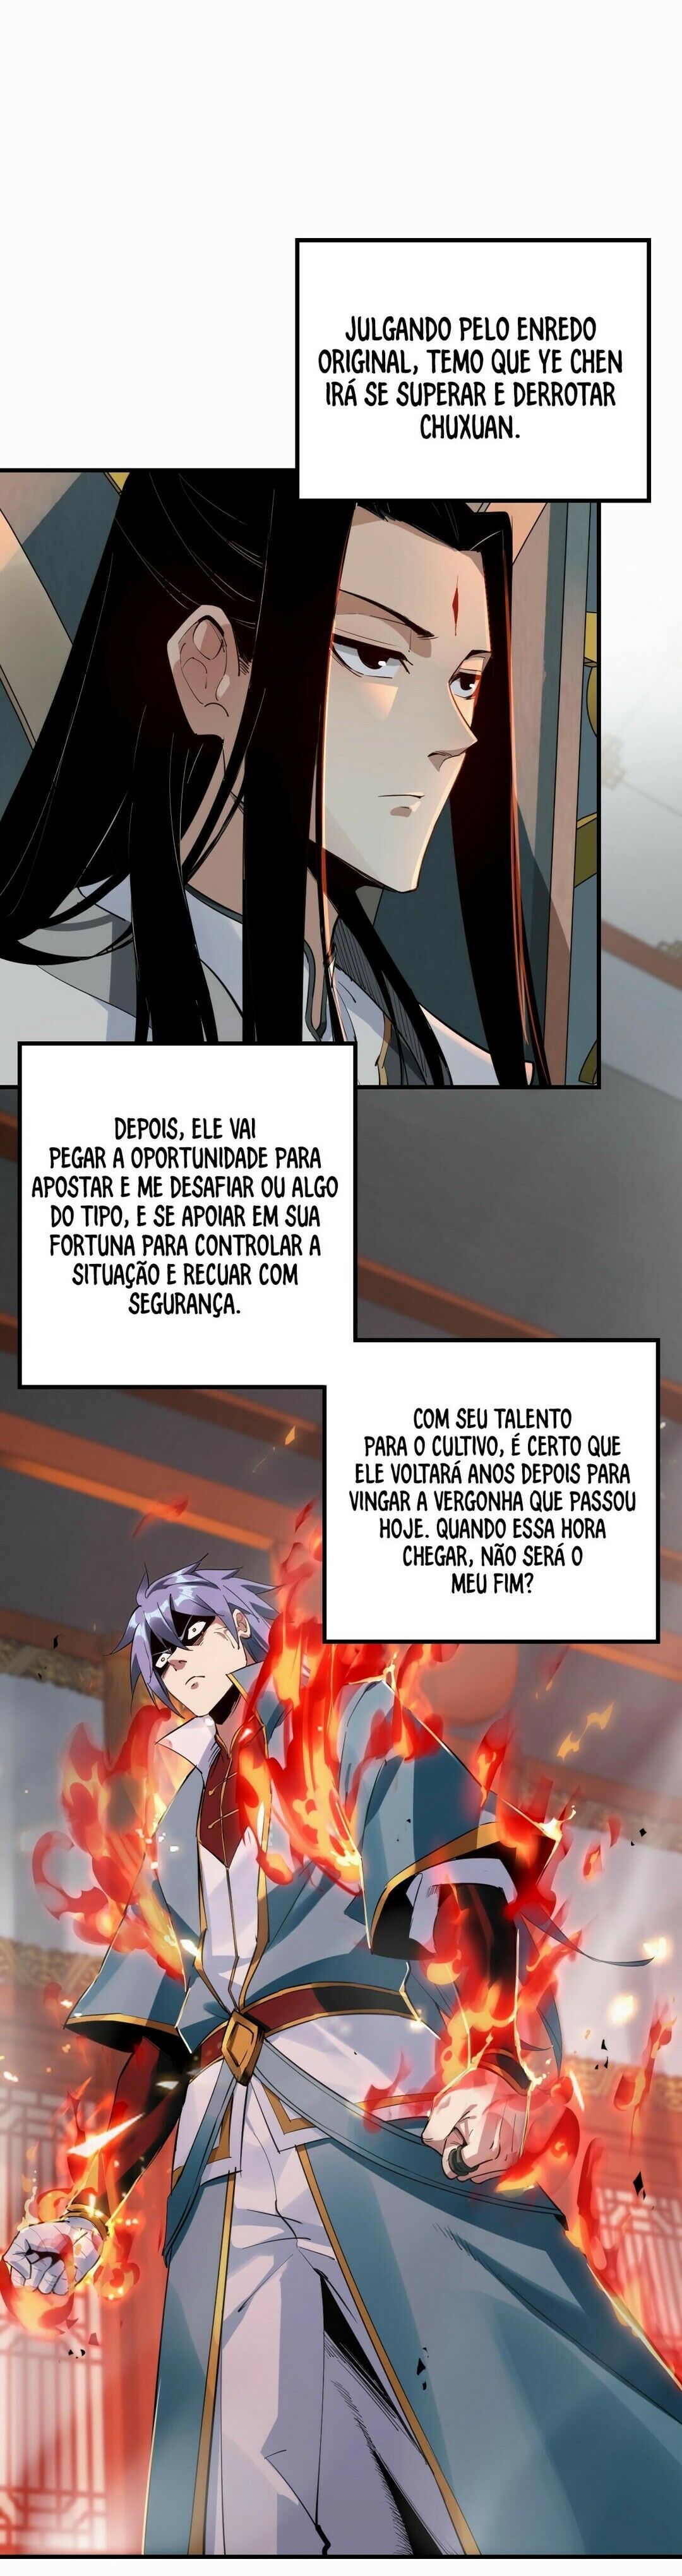 JULGANDO PELO ENREDO
ORIGINAL, TEMO QUE YE CHEN
IRÁ SE SUPERAR E DERROTAR
CHUXUAN.
DEPOIS, ELE VAI
PEGAR A OPORTUNIDADE PARA
APOSTAR E ME DESAFIAR OU ALGO
DO TIPO, E SE APOIAR EM SUA
FORTUNA PARA CONTROLAR A
SITUAÇÃO E RECUAR COM
SEGURANÇA.
COM SEU TALENTO
PARA O CULTIVO, É CERTO QUE
ELE VOLTARÁ ANOS DEPOIS PARA
VINGAR A VERGONHA QUE PASSOU
HOJE. QUANDO ESSA HORA
CHEGAR, NÃO SERÁ O
MEU FIM?